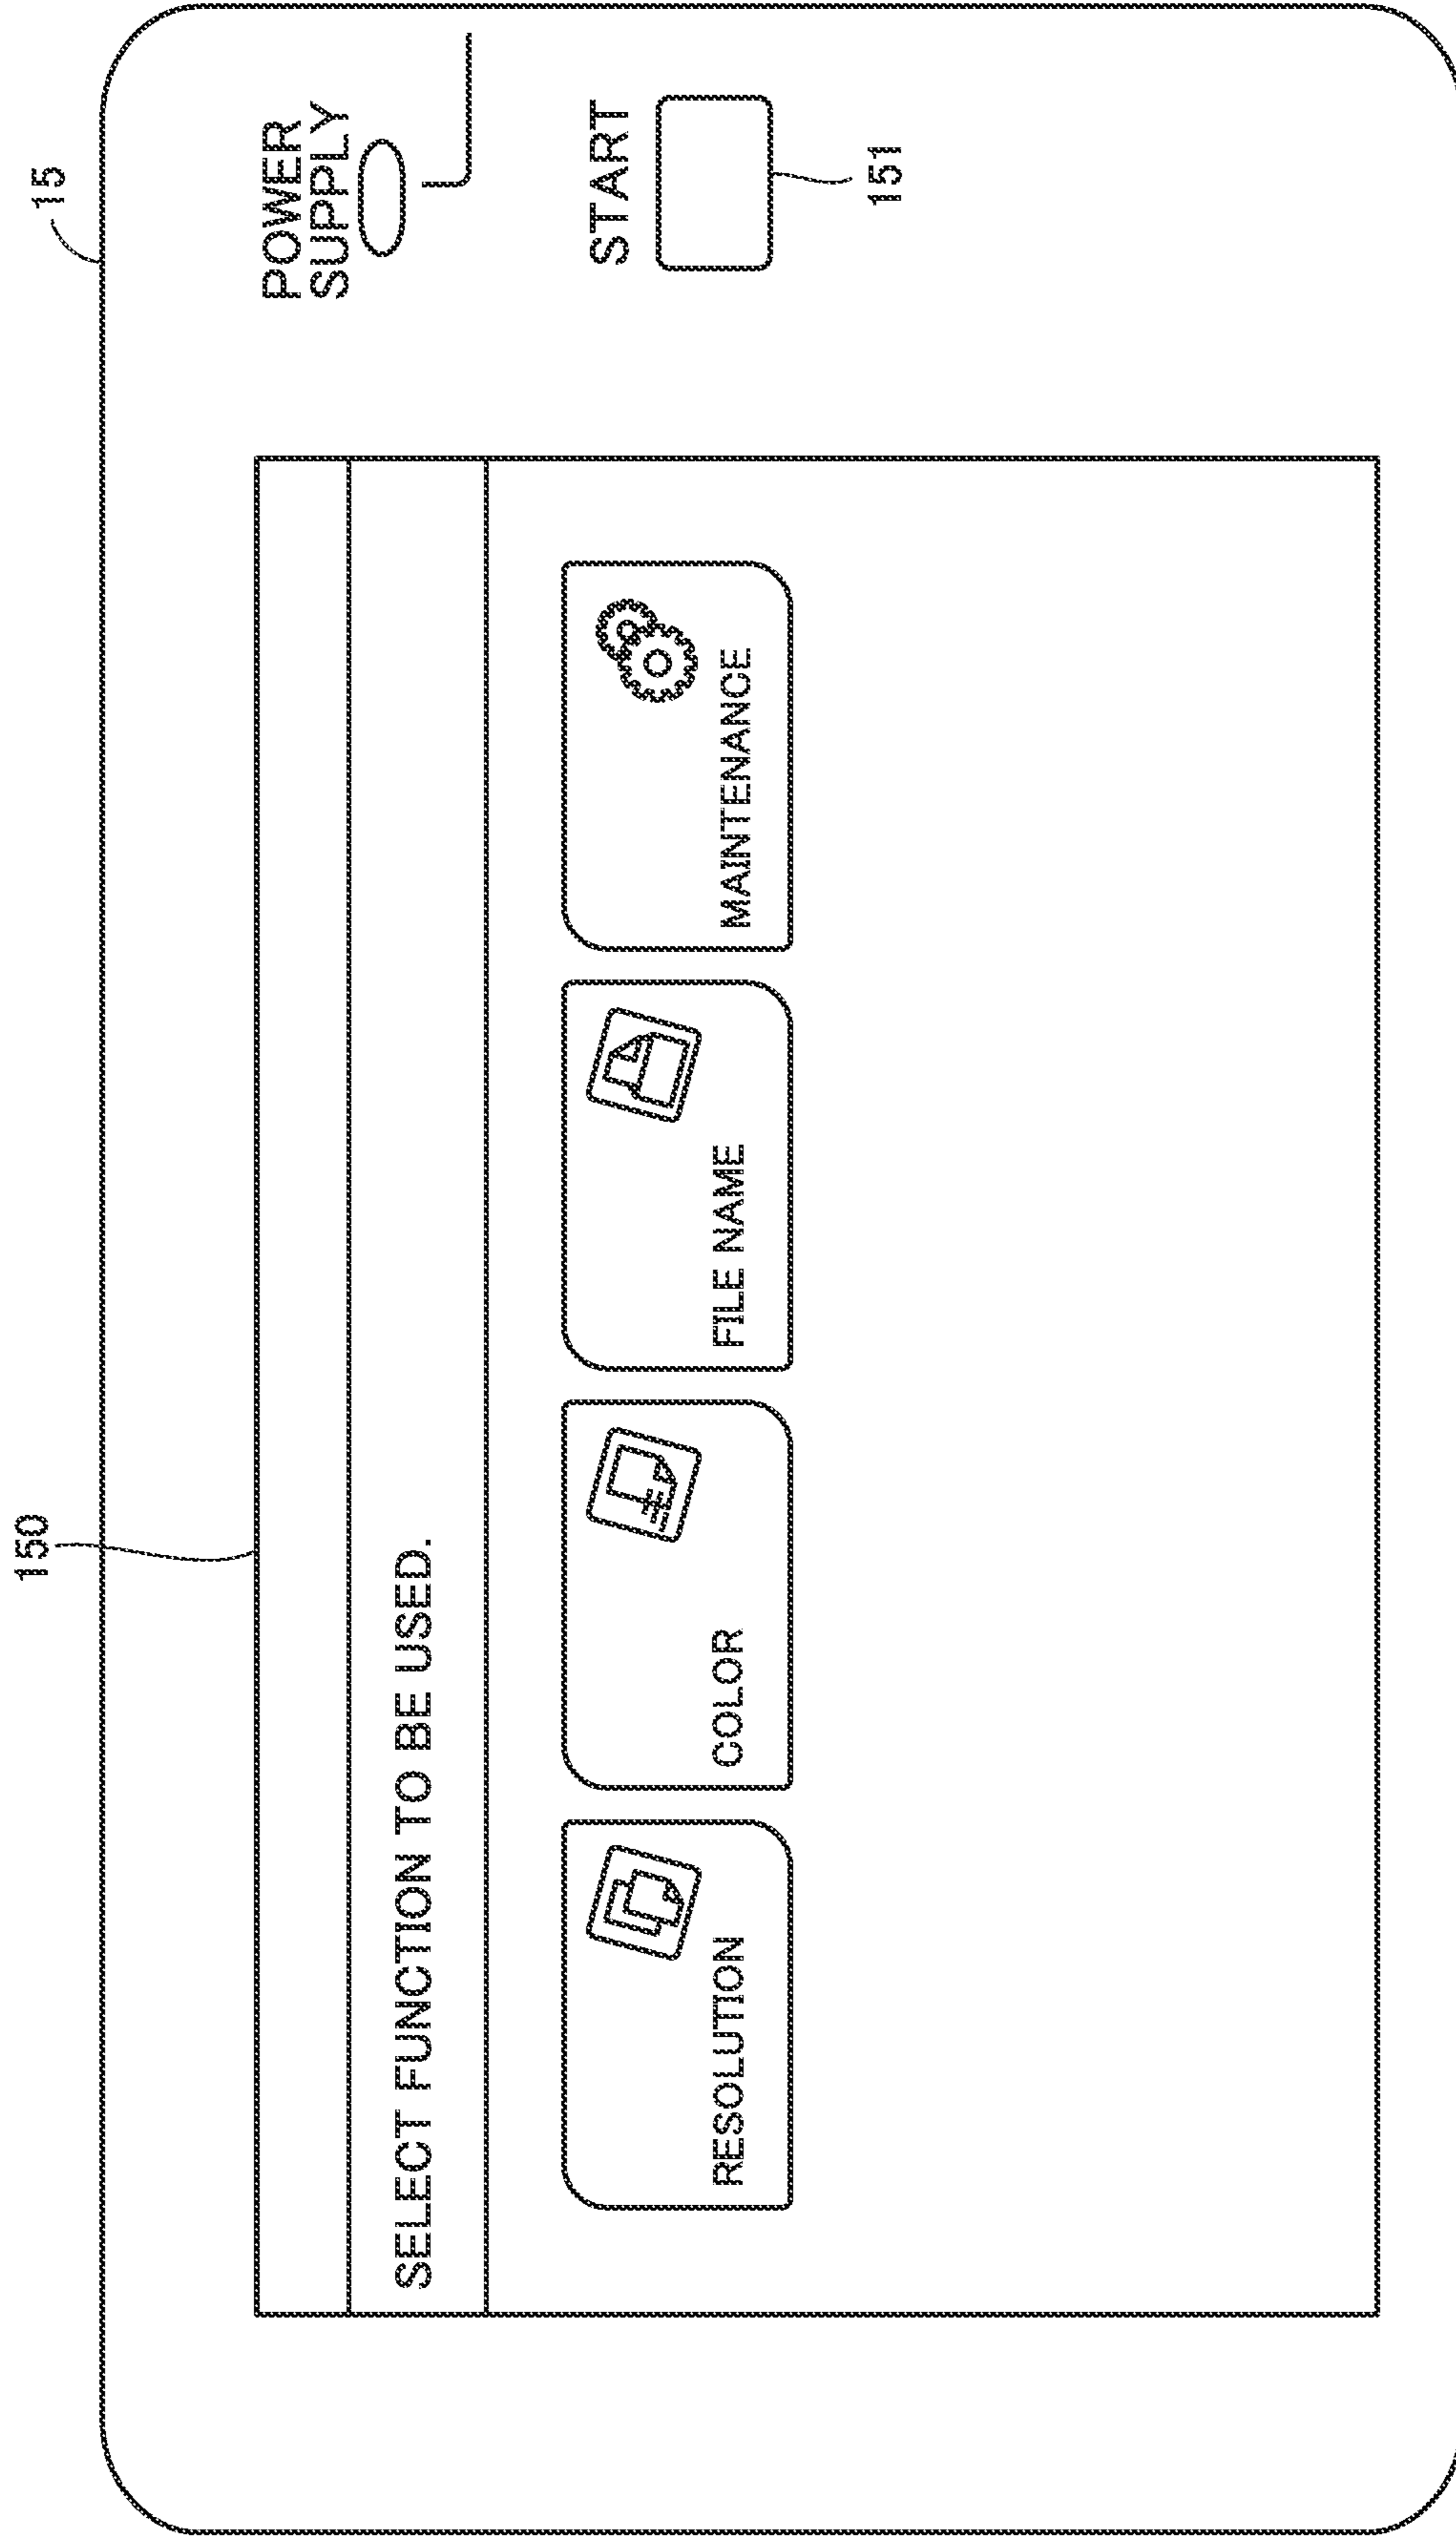 15
150
POWER
SUPPLY
SELECT FUNCTION TO BE USED.
START
RESOLUTION
COLOR
FILE NAME
MAINTENANCE
151